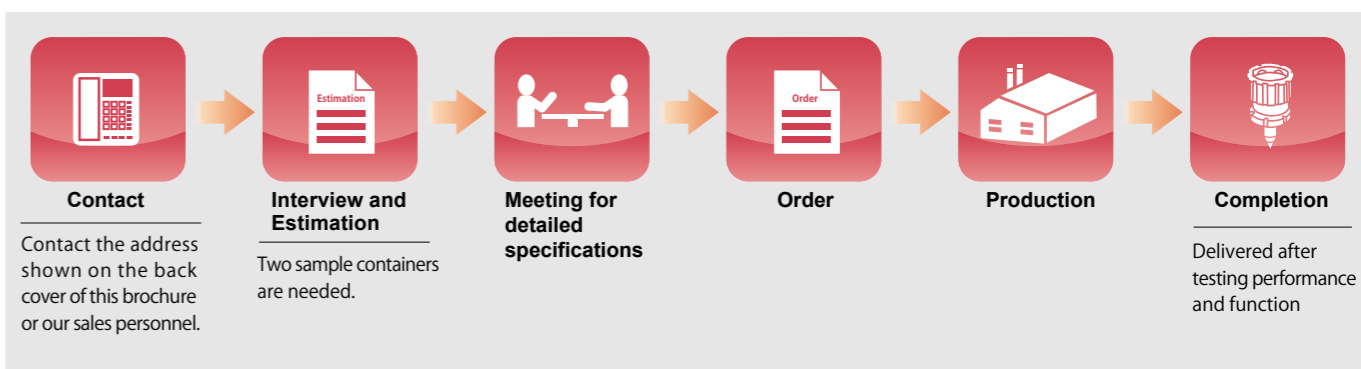 Estimation
Order
Contact
Contact the address
shown on the back
cover of this brochure
or our sales personnel.
Interview and
Estimation
Two sample containers
are needed.
Meeting for
detailed
specifications
Order
Production
Completion
Delivered after
testing performance
and function